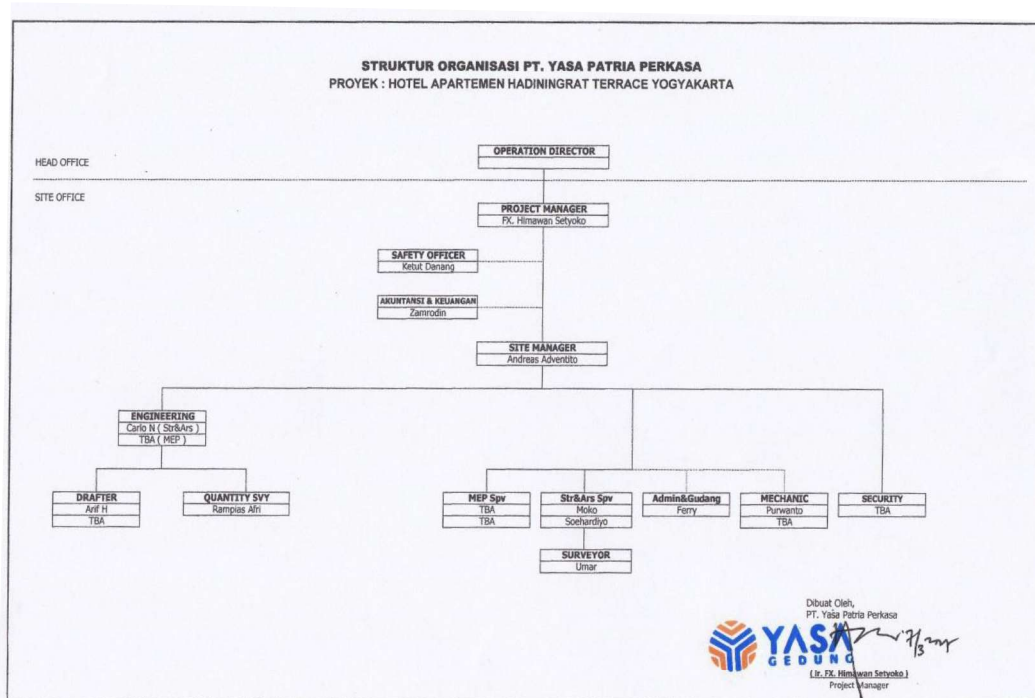 STRUKTUR ORGANISASI PT. YASA PATRIA PERKASA
PROYEK : HOTEL APARTEMEN HADININGRAT TERRACE YOGYAKARTA
HEAD OFFICE
OPERATION DIRECTOR
SITE OFFICE
PROJECT MANAGER
FX. Himawan Setyoko
SAFETY OFFICER
Ketut Danang
AKUNTANSI & KEUANGAN
Zamrodin
SITE MANAGER
Andreas Adventito
ENGINEERING
Carlo N ( Str&Ars )
TBA ( MEP )
DRAFTER
Arif H
TBA
QUANTITY SVY
Rampias Afri
MEP Spv
TBA
TBA
Str&Ars Spv
Moko
Soehardiyo
Admin&Gudang
Ferry
MECHANIC
Purwanto
TBA
SECURITY
TBA
SURVEYOR
Umar
Dibuat Oleh,
PT. Yasa Patria Perkasa
YASA
GEDUNG
( Ir. FX. Himawan Setyoko )
Project Manager